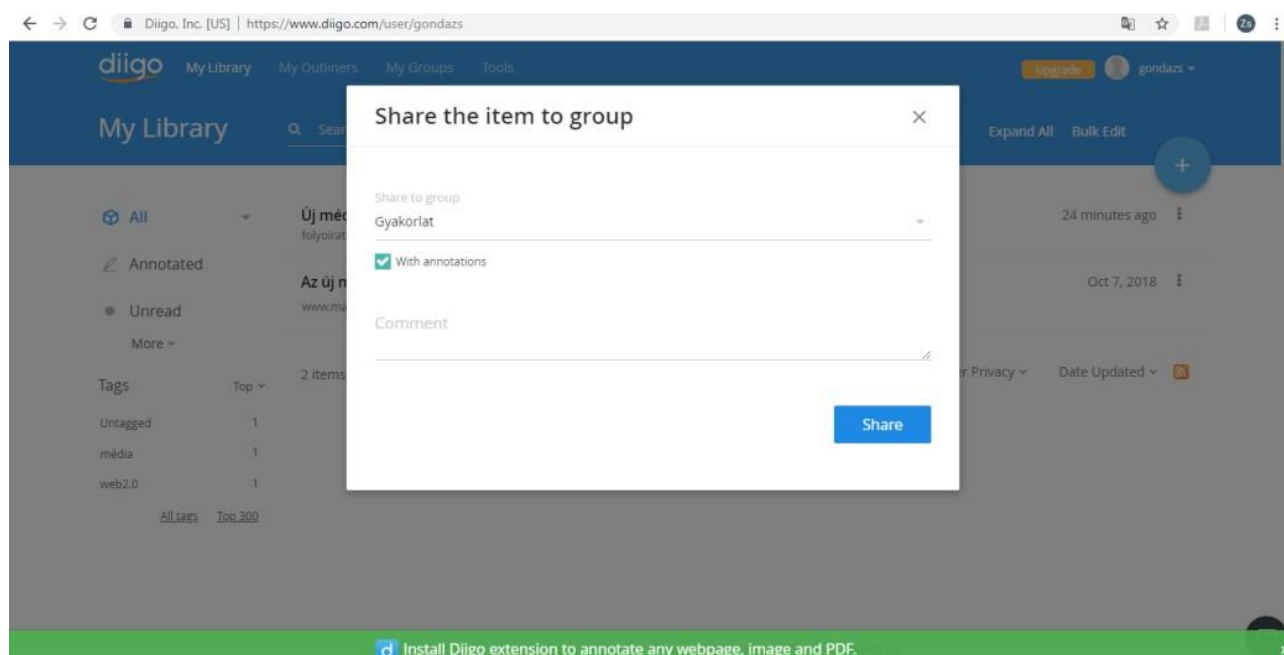 Diigo, Inc. [US] | https://www.diigo.com/user/gondazs
Zs
diigo My Library My Outliners My Groups Tools
Upgrade gondazs
My Library
Expand All Bulk Edit
Share the item to group
Share to group
Gyakorlat
With annotations
Comment
Share
All
Annotated
Unread
More
Tags Top
Untagged 1
média 1
web2.0 1
All tags Top 300
Új
24 minutes ago
Az új
Oct 7, 2018
2 items
Privacy Date Updated
Install Diigo extension to annotate any webpage, image and PDF.